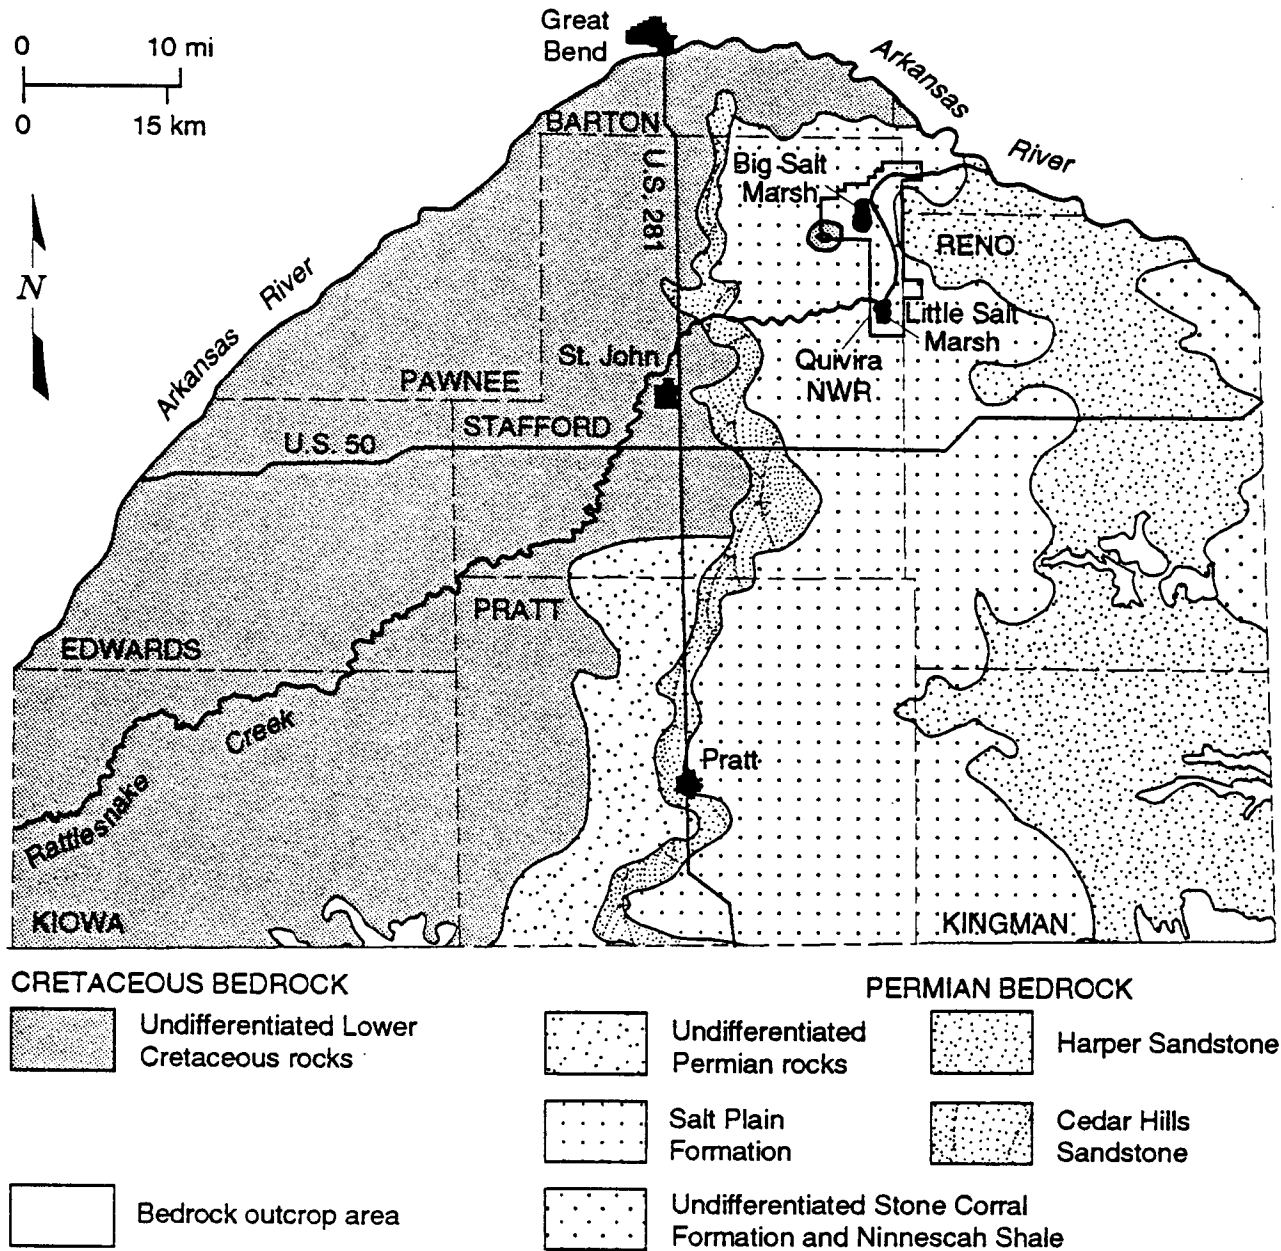 Great
Bend
0 10 mi
0 15 km
N
Arkansas
River
BARTON
U.S. 281
Big Salt
Marsh
RENO
Arkansas
River
Little Salt
Marsh
St. John
Quivira
NWR
PAWNEE
STAFFORD
U.S. 50
PRATT
EDWARDS
Creek
Rattlesnake
Pratt
KIOWA
KINGMAN
CRETACEOUS BEDROCK
Undifferentiated Lower
Cretaceous rocks
Bedrock outcrop area
PERMIAN BEDROCK
Undifferentiated
Permian rocks
Salt Plain
Formation
Undifferentiated Stone Corral
Formation and Ninnescah Shale
Harper Sandstone
Cedar Hills
Sandstone